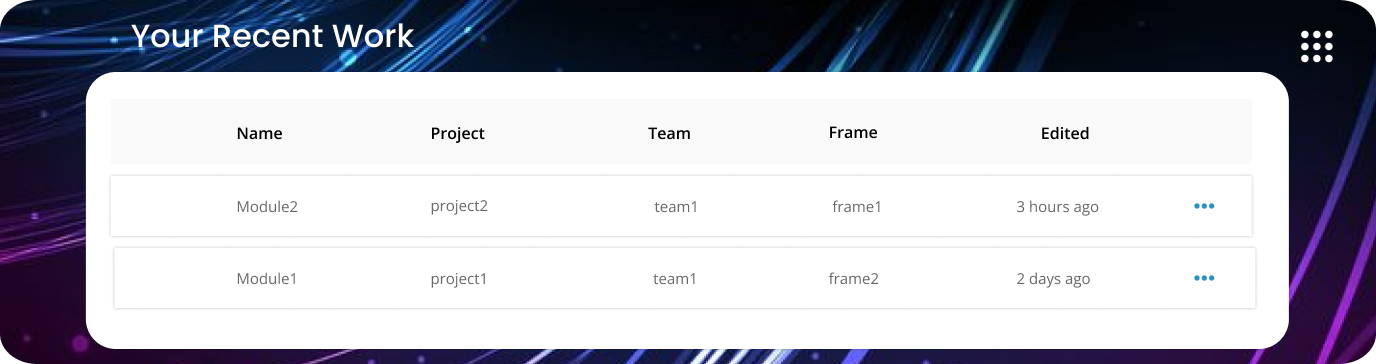 Your Recent Work
Name Project Team Frame Edited
Module2 project2 team1 frame1 3 hours ago
Module1 project1 team1 frame2 2 days ago